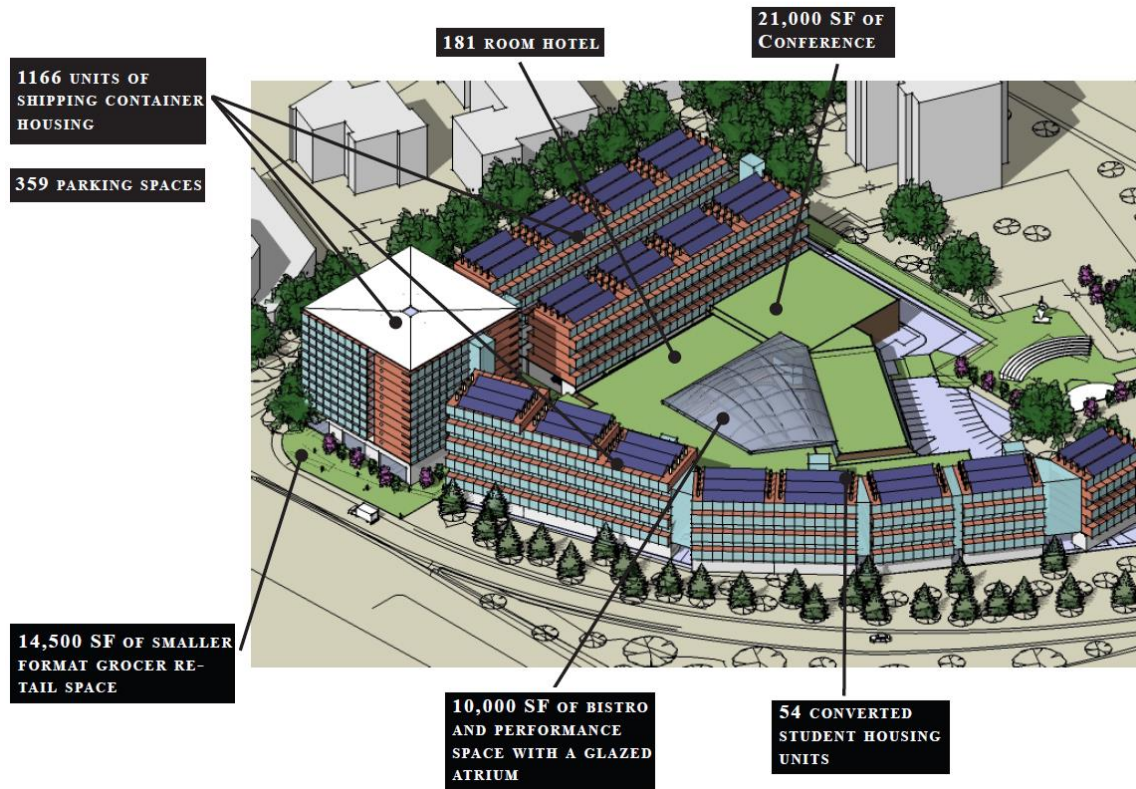 1166 UNITS OF
SHIPPING CONTAINER
HOUSING
359 PARKING SPACES
181 ROOM HOTEL
21,000 SF OF
CONFERENCE
14,500 SF OF SMALLER
FORMAT GROCER RE-
TAIL SPACE
10,000 SF OF BISTRO
AND PERFORMANCE
SPACE WITH A GLAZED
ATRIUM
54 CONVERTED
STUDENT HOUSING
UNITS